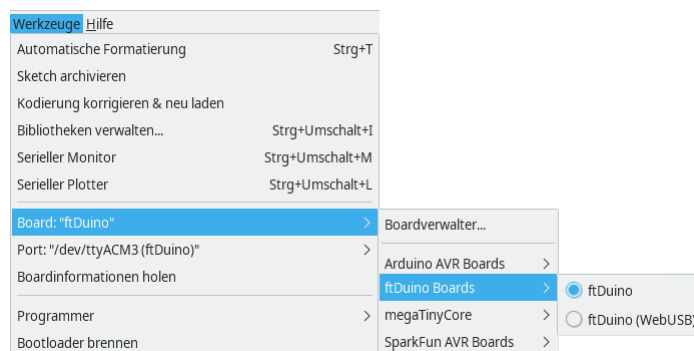 Werkzeuge Hilfe
Automatische Formatierung Strg+T
Sketch archivieren
Kodierung korrigieren & neu laden
Bibliotheken verwalten... Strg+Umschalt+I
Serieller Monitor Strg+Umschalt+M
Serieller Plotter Strg+Umschalt+L
Board: "ftDuino" >
Port: "/dev/ttyACM3 (ftDuino)" >
Boardinformationen holen
Programmer >
Bootloader brennen
Boardverwalter...
Arduino AVR Boards >
ftDuino Boards >
megaTinyCore >
SparkFun AVR Boards >
ftDuino
ftDuino (WebUSB)